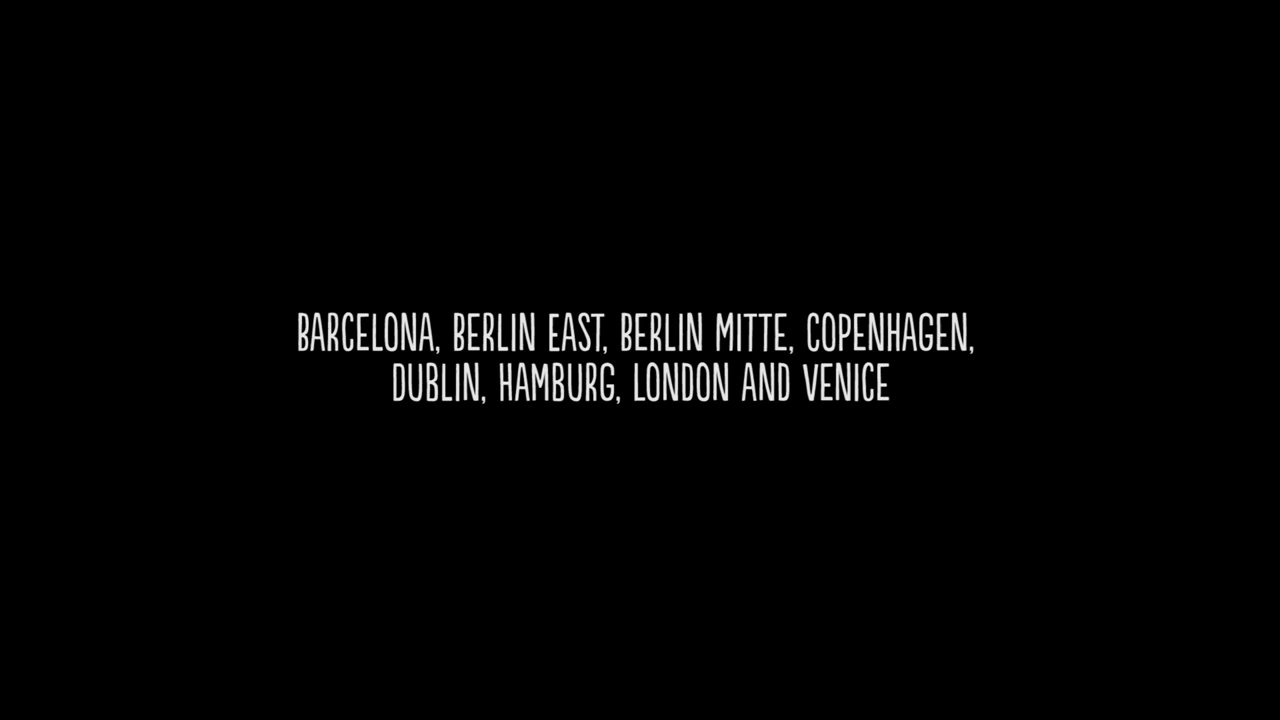 BARCELONA, BERLIN EAST, BERLIN MITTE, COPENHAGEN,
DUBLIN, HAMBURG, LONDON AND VENICE